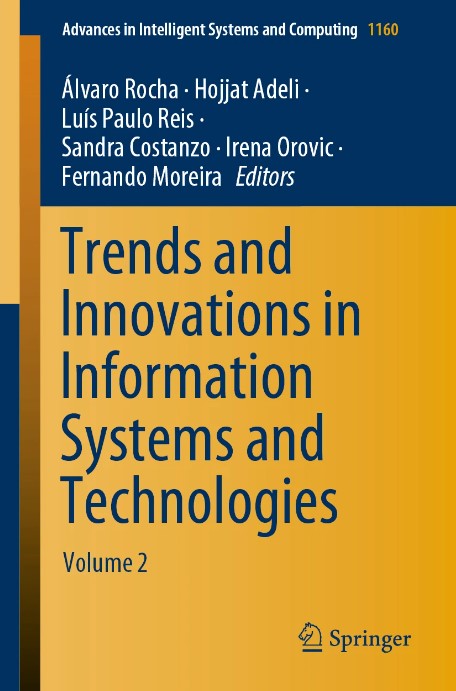 Advances in Intelligent Systems and Computing 1160
Álvaro Rocha · Hojjat Adeli ·
Luís Paulo Reis ·
Sandra Costanzo · Irena Orovic ·
Fernando Moreira Editors
Trends and
Innovations in
Information
Systems and
Technologies
Volume 2
Springer